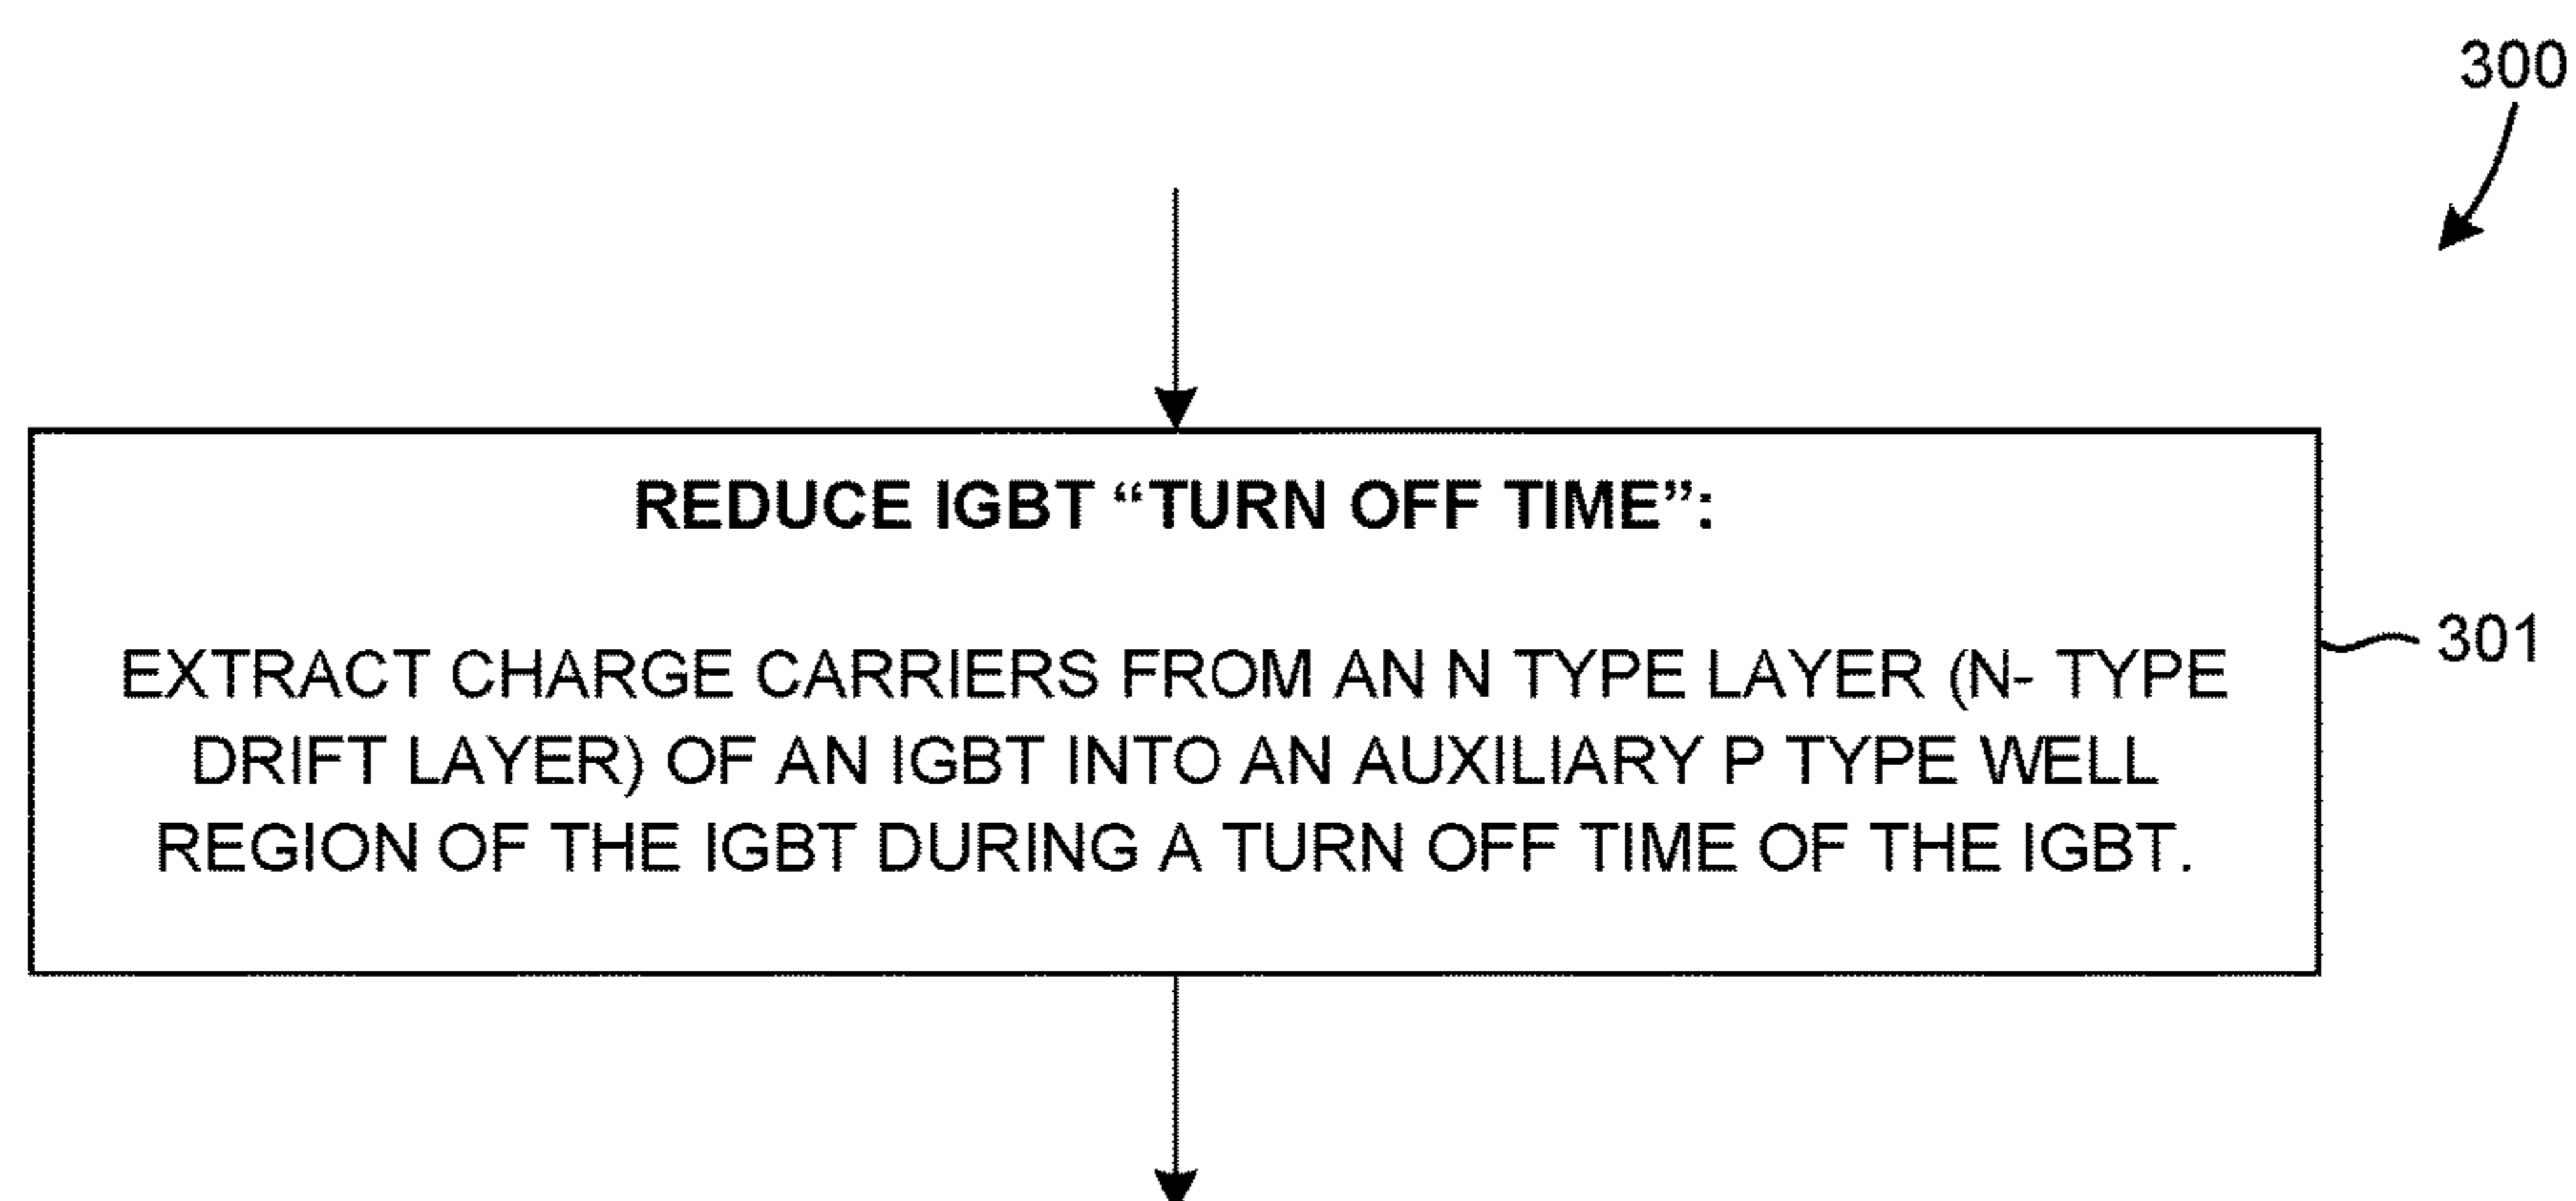 300
REDUCE IGBT “TURN OFF TIME”:
EXTRACT CHARGE CARRIERS FROM AN N TYPE LAYER (N- TYPE
DRIFT LAYER) OF AN IGBT INTO AN AUXILIARY P TYPE WELL
REGION OF THE IGBT DURING A TURN OFF TIME OF THE IGBT.
301